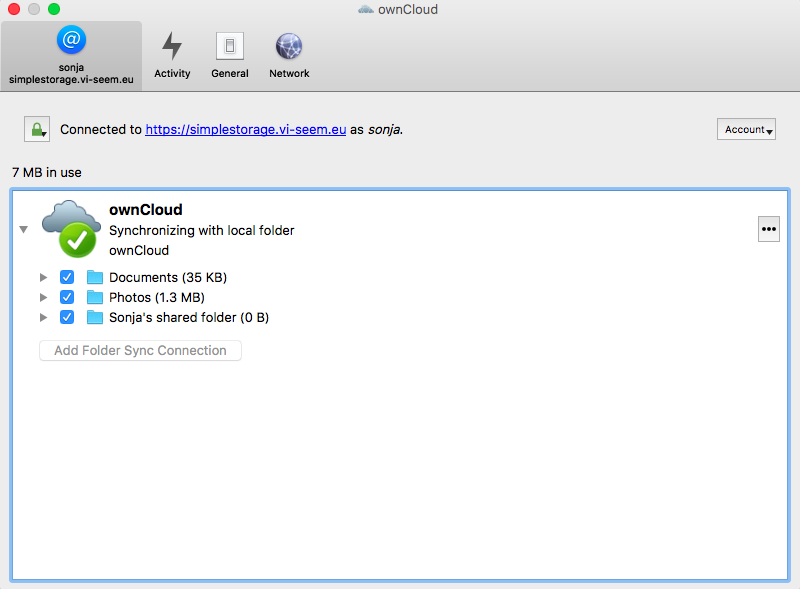 ownCloud
sonja
simplestorage.vi-seem.eu
Activity
General
Network
Connected to https://simplestorage.vi-seem.eu as sonja.
Account
7 MB in use
ownCloud
Synchronizing with local folder
ownCloud
Documents (35 KB)
Photos (1.3 MB)
Sonja's shared folder (0 B)
Add Folder Sync Connection